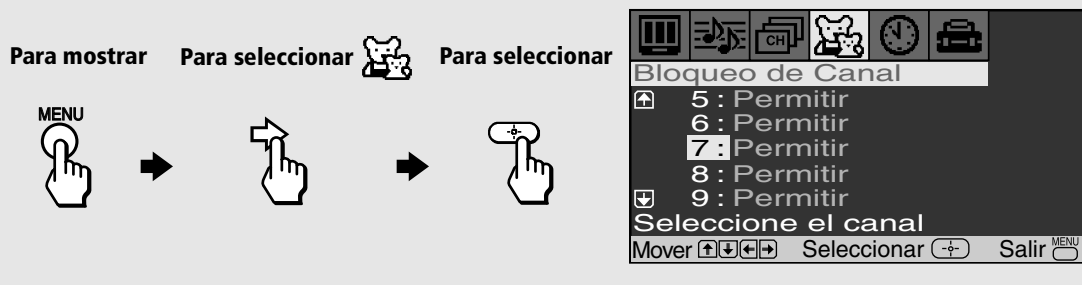 Para mostrar
Para seleccionar
Para seleccionar
MENU
CH
Bloqueo de Canal
5 : Permitir
6 : Permitir
7 : Permitir
8 : Permitir
9 : Permitir
Seleccione el canal
Mover Seleccionar Salir MENU